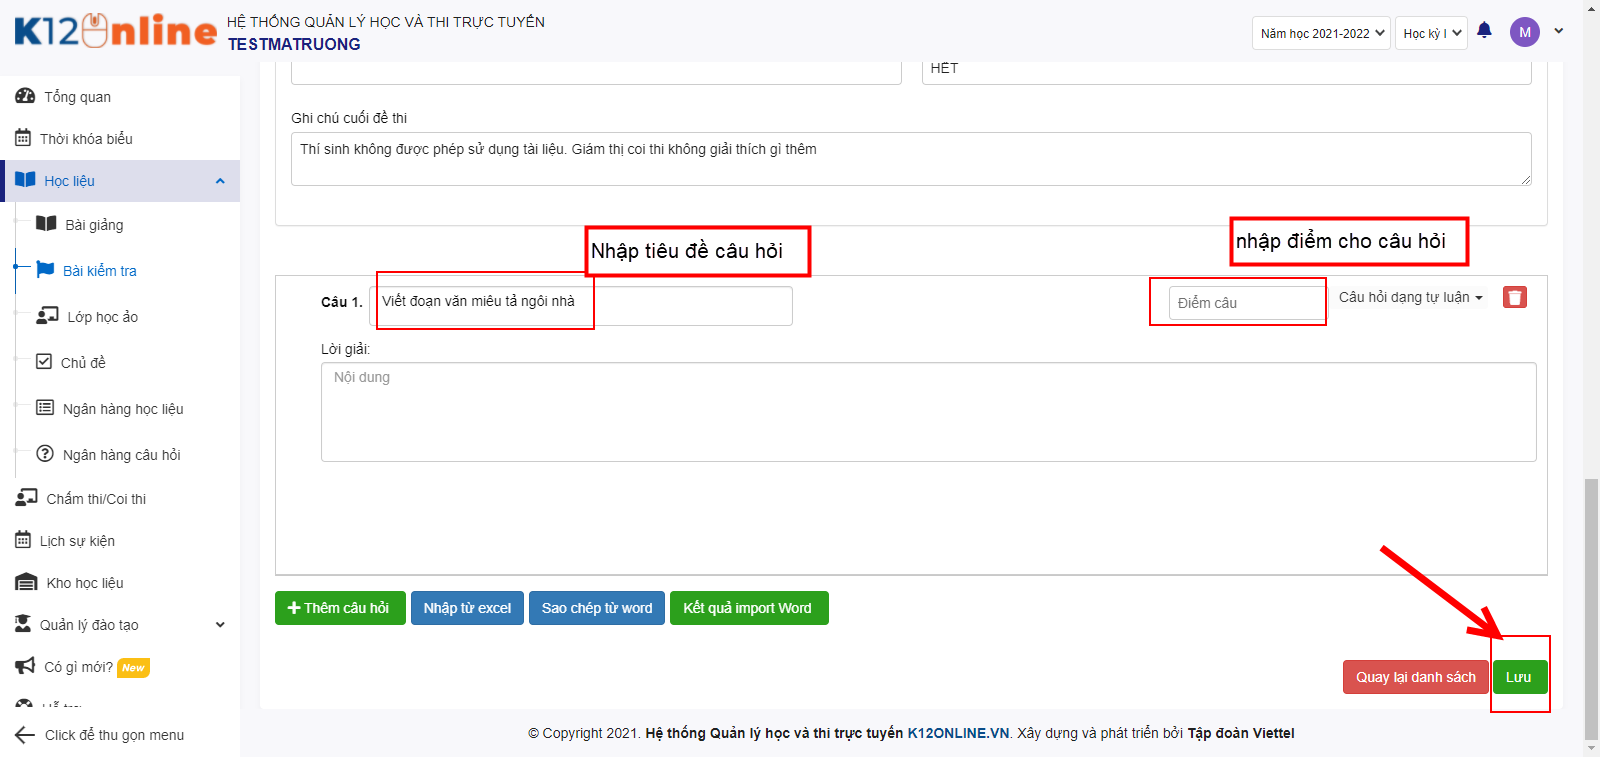 K12Online
HỆ THỐNG QUẢN LÝ HỌC VÀ THI TRỰC TUYẾN
TESTMATRUONG
Năm học 2021-2022
Học kỳ I
M
Tổng quan
Thời khóa biểu
Học liệu
Bài giảng
Bài kiểm tra
Lớp học ảo
Chủ đề
Ngân hàng học liệu
Ngân hàng câu hỏi
Chấm thi/Coi thi
Lịch sự kiện
Kho học liệu
Quản lý đào tạo
Có gì mới? New
Hỗ trợ
Click để thu gọn menu
HẾT
Ghi chú cuối đề thi
Thí sinh không được phép sử dụng tài liệu. Giám thị coi thi không giải thích gì thêm
Nhập tiêu đề câu hỏi
nhập điểm cho câu hỏi
Câu 1. Viết đoạn văn miêu tả ngôi nhà
Điểm câu
Câu hỏi dạng tự luận
Lời giải:
Nội dung
Thêm câu hỏi
Nhập từ excel
Sao chép từ word
Kết quả import Word
Quay lại danh sách
Lưu
© Copyright 2021. Hệ thống Quản lý học và thi trực tuyến K12ONLINE.VN. Xây dựng và phát triển bởi Tập đoàn Viettel